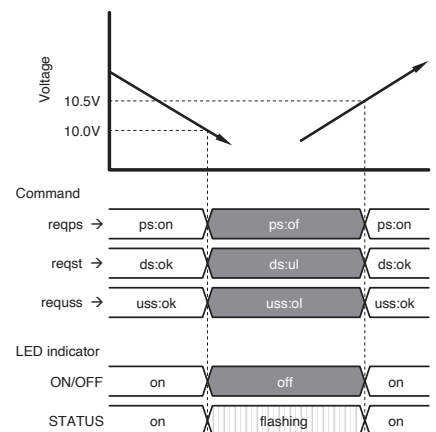 Voltage
10.5V
10.0V
Command
reqps → ps:on ps:of ps:on
reqst → ds:ok ds:ul ds:ok
requss → uss:ok uss:ol uss:ok
LED indicator
ON/OFF on off on
STATUS on flashing on